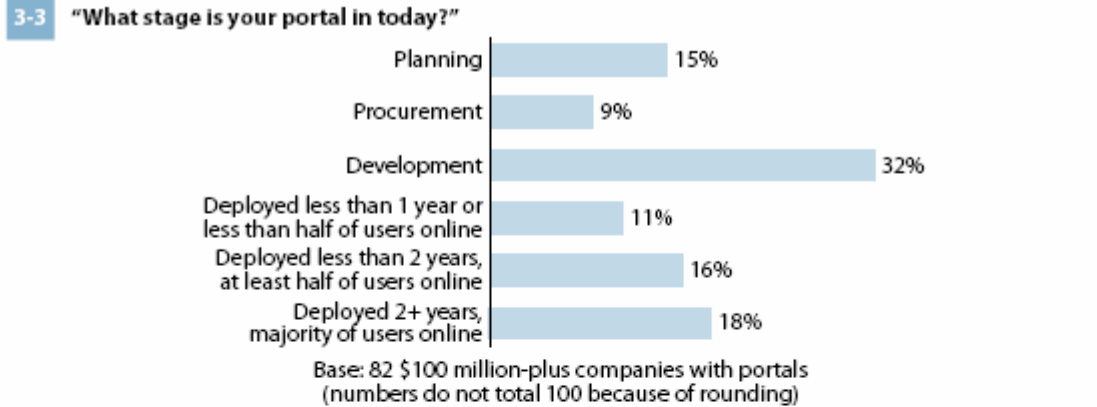 3-3 “What stage is your portal in today?”
Planning 15%
Procurement 9%
Development 32%
Deployed less than 1 year or
less than half of users online 11%
Deployed less than 2 years,
at least half of users online 16%
Deployed 2+ years,
majority of users online 18%
Base: 82 $100 million-plus companies with portals
(numbers do not total 100 because of rounding)